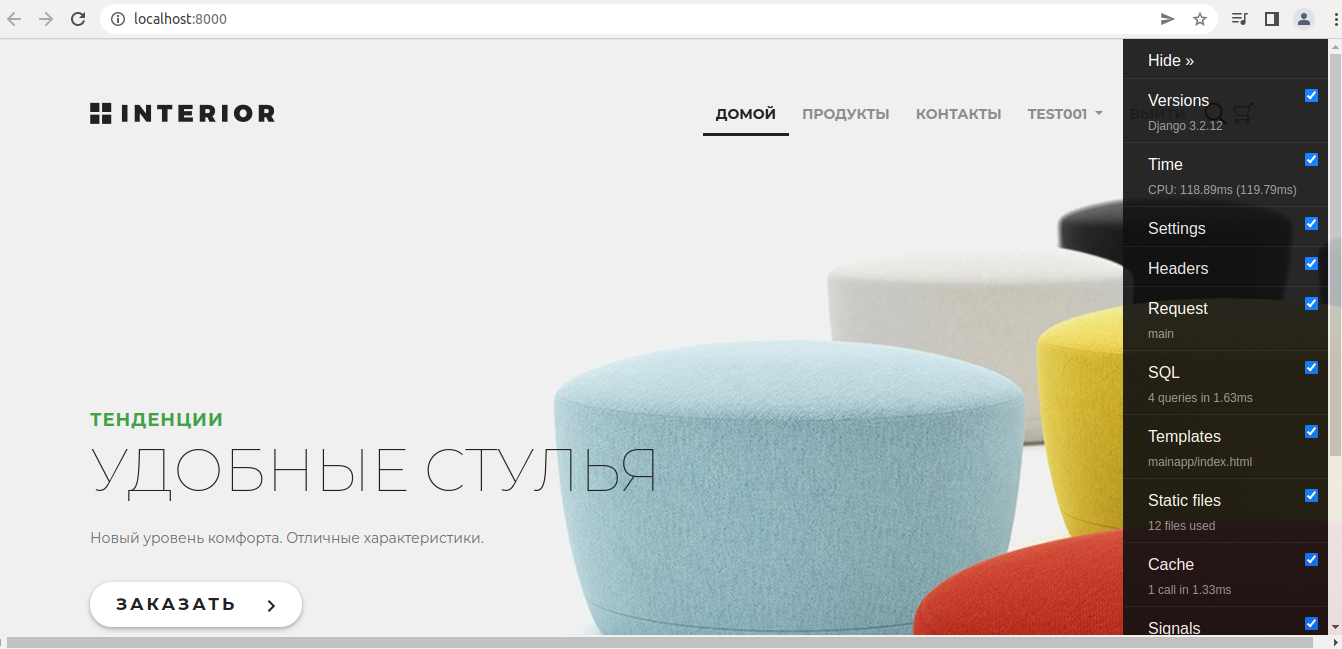 localhost:8000
INTERIOR
ДОМОЙ
ПРОДУКТЫ
КОНТАКТЫ
TEST001
ВЫЙТИ
ТЕНДЕНЦИИ
УДОБНЫЕ СТУЛЬЯ
Новый уровень комфорта. Отличные характеристики.
ЗАКАЗАТЬ
Hide »
Versions
Django 3.2.12
Time
CPU: 118.89ms (119.79ms)
Settings
Headers
Request
main
SQL
4 queries in 1.63ms
Templates
mainapp/index.html
Static files
12 files used
Cache
1 call in 1.33ms
Signals